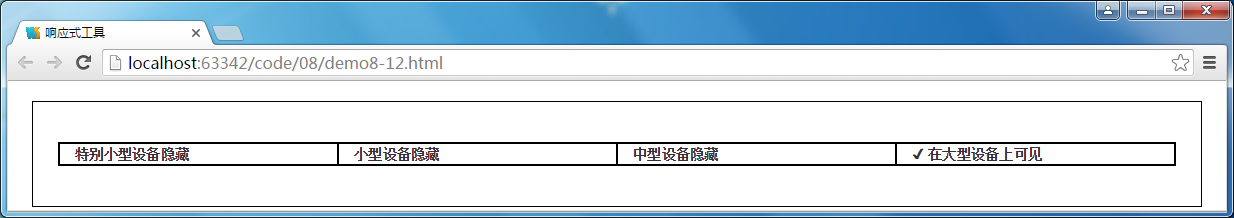 响应式工具
localhost:63342/code/08/demo8-12.html
特别小型设备隐藏 小型设备隐藏 中型设备隐藏 ✔ 在大型设备上可见